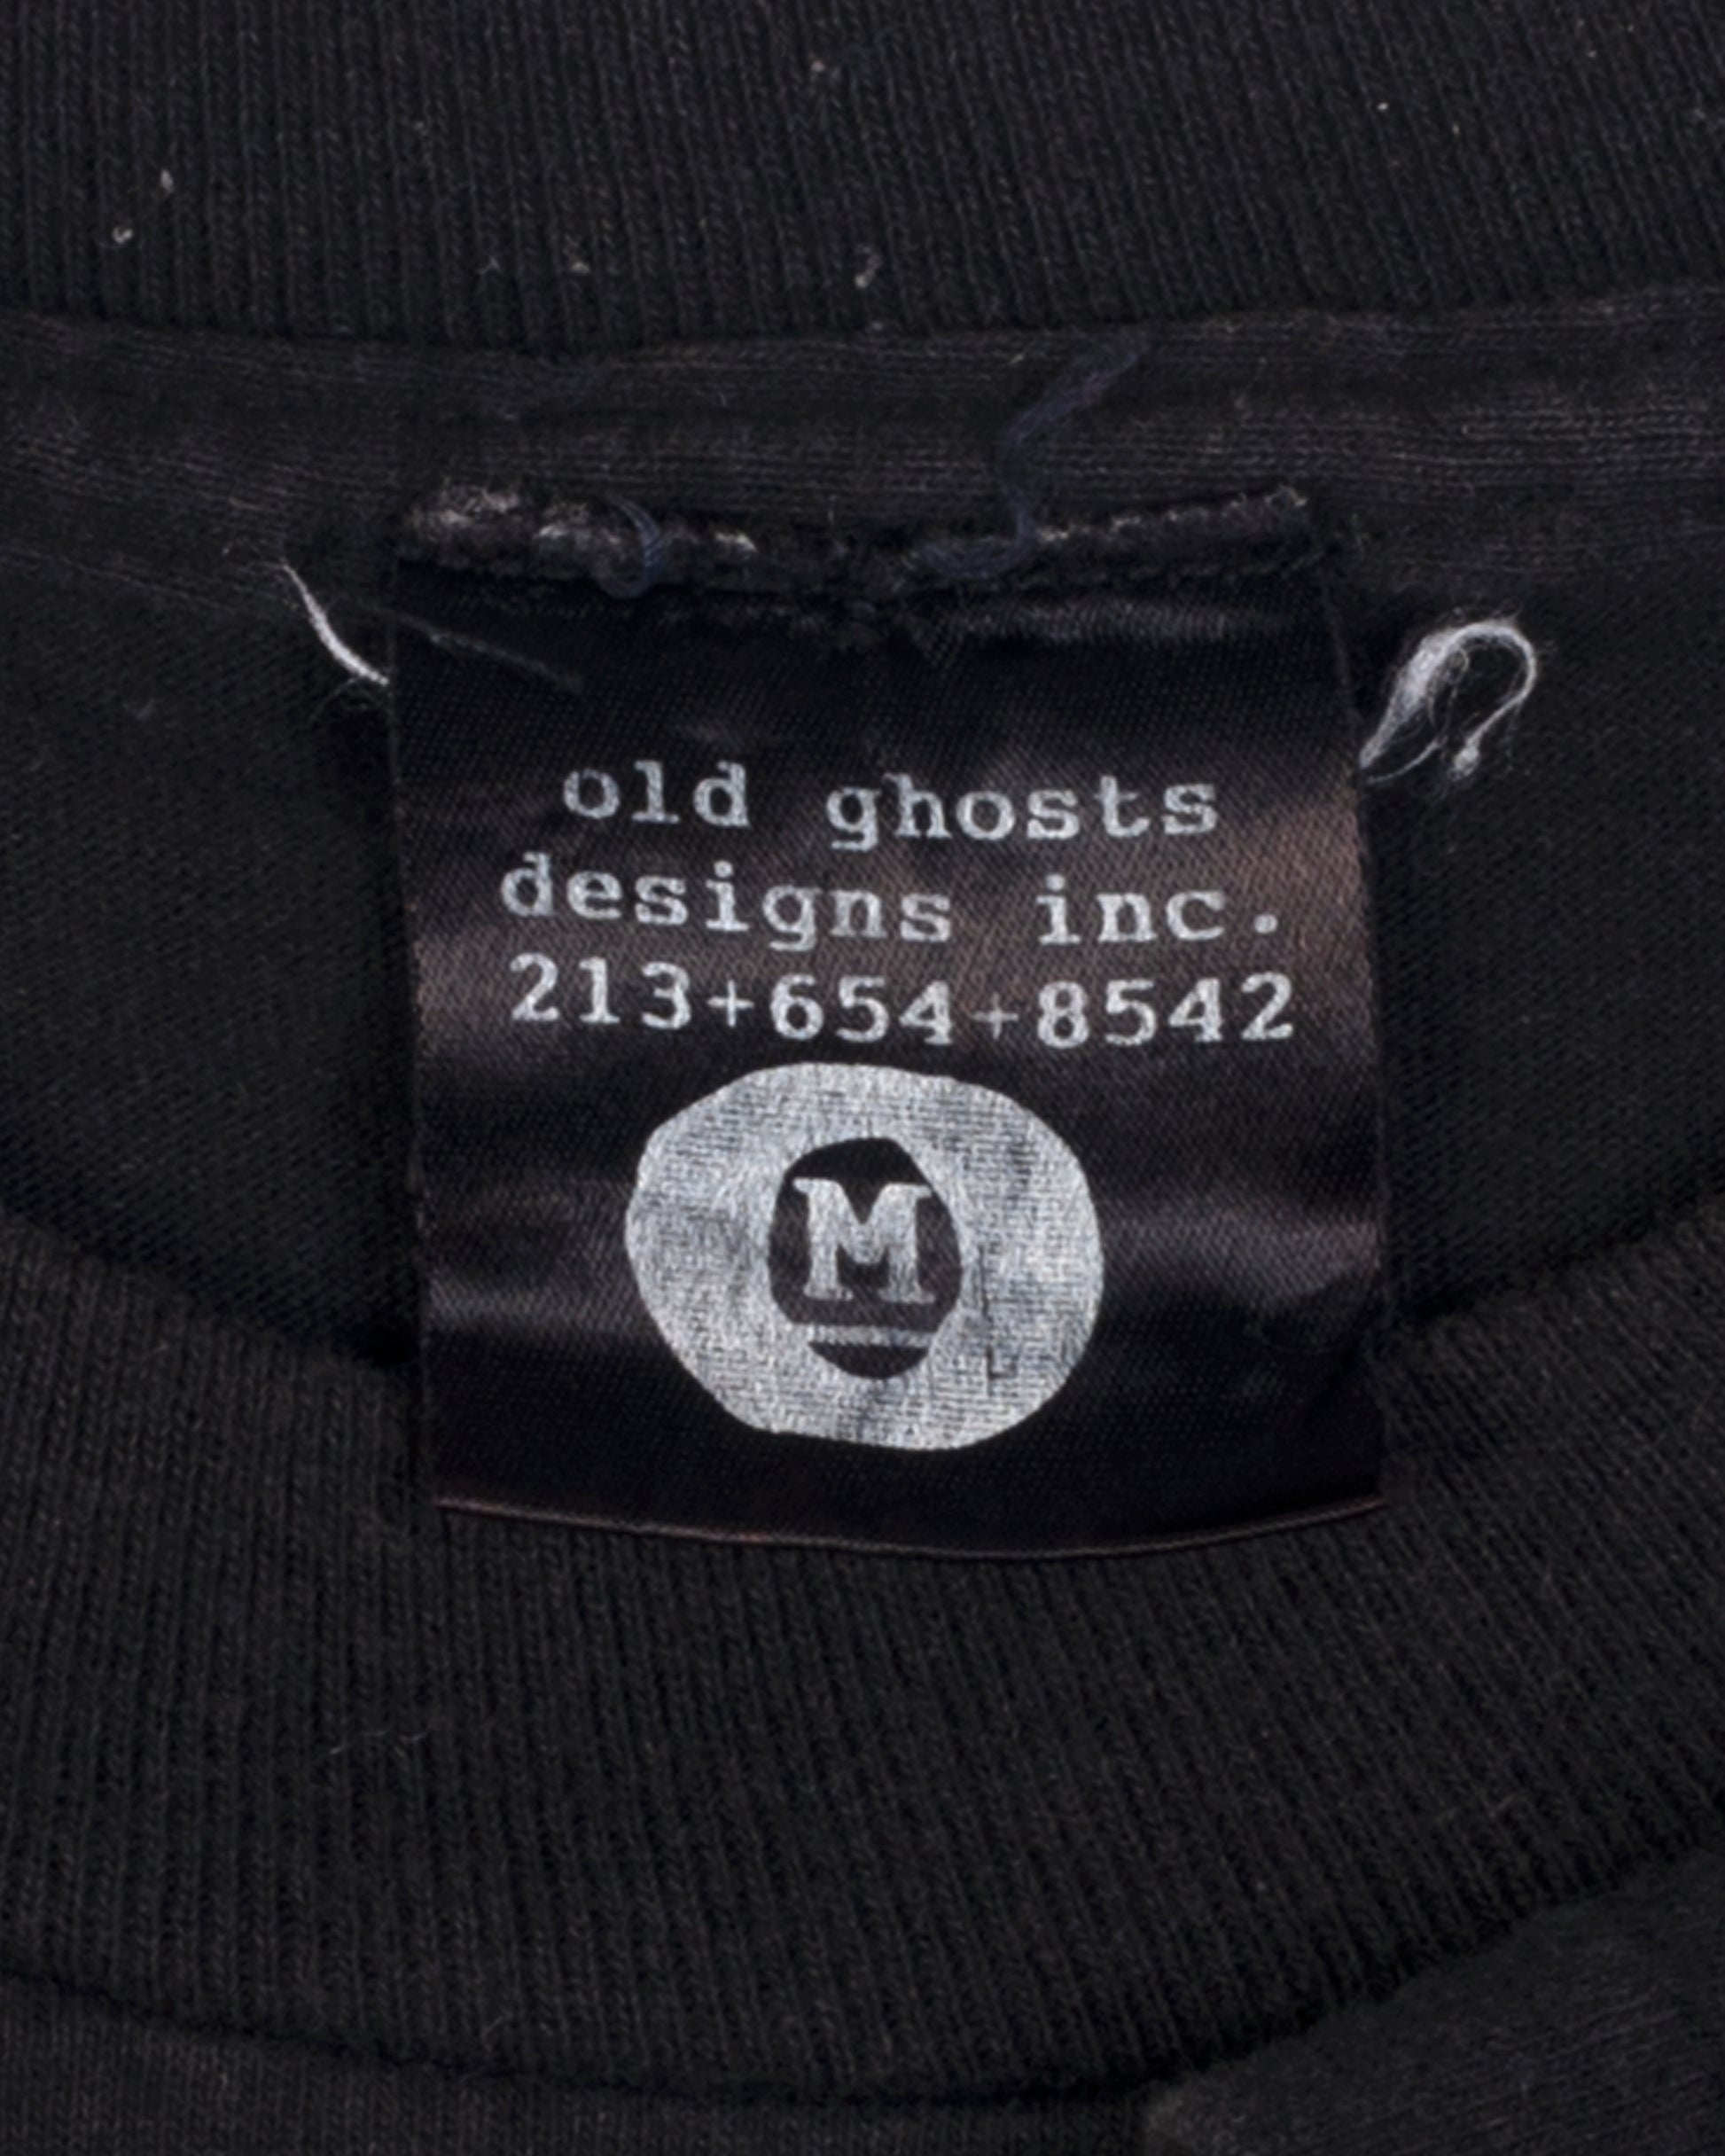 old ghosts
designs inc.
213+654+8542
M